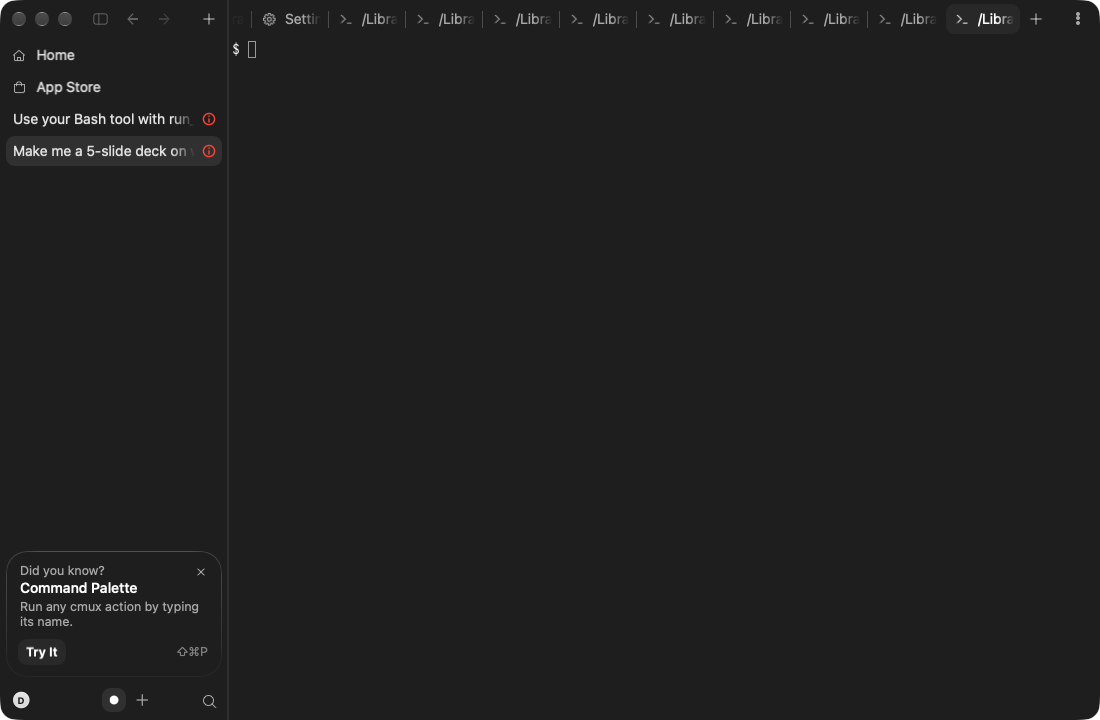 Settir
/Libra
/Libra
/Libra
/Libra
/Libra
/Libra
/Libra
/Libra
/Libra
$
Home
App Store
Use your Bash tool with run_
Make me a 5-slide deck on
Did you know?
Command Palette
Run any cmux action by typing
its name.
Try It ⇧⌘P
D